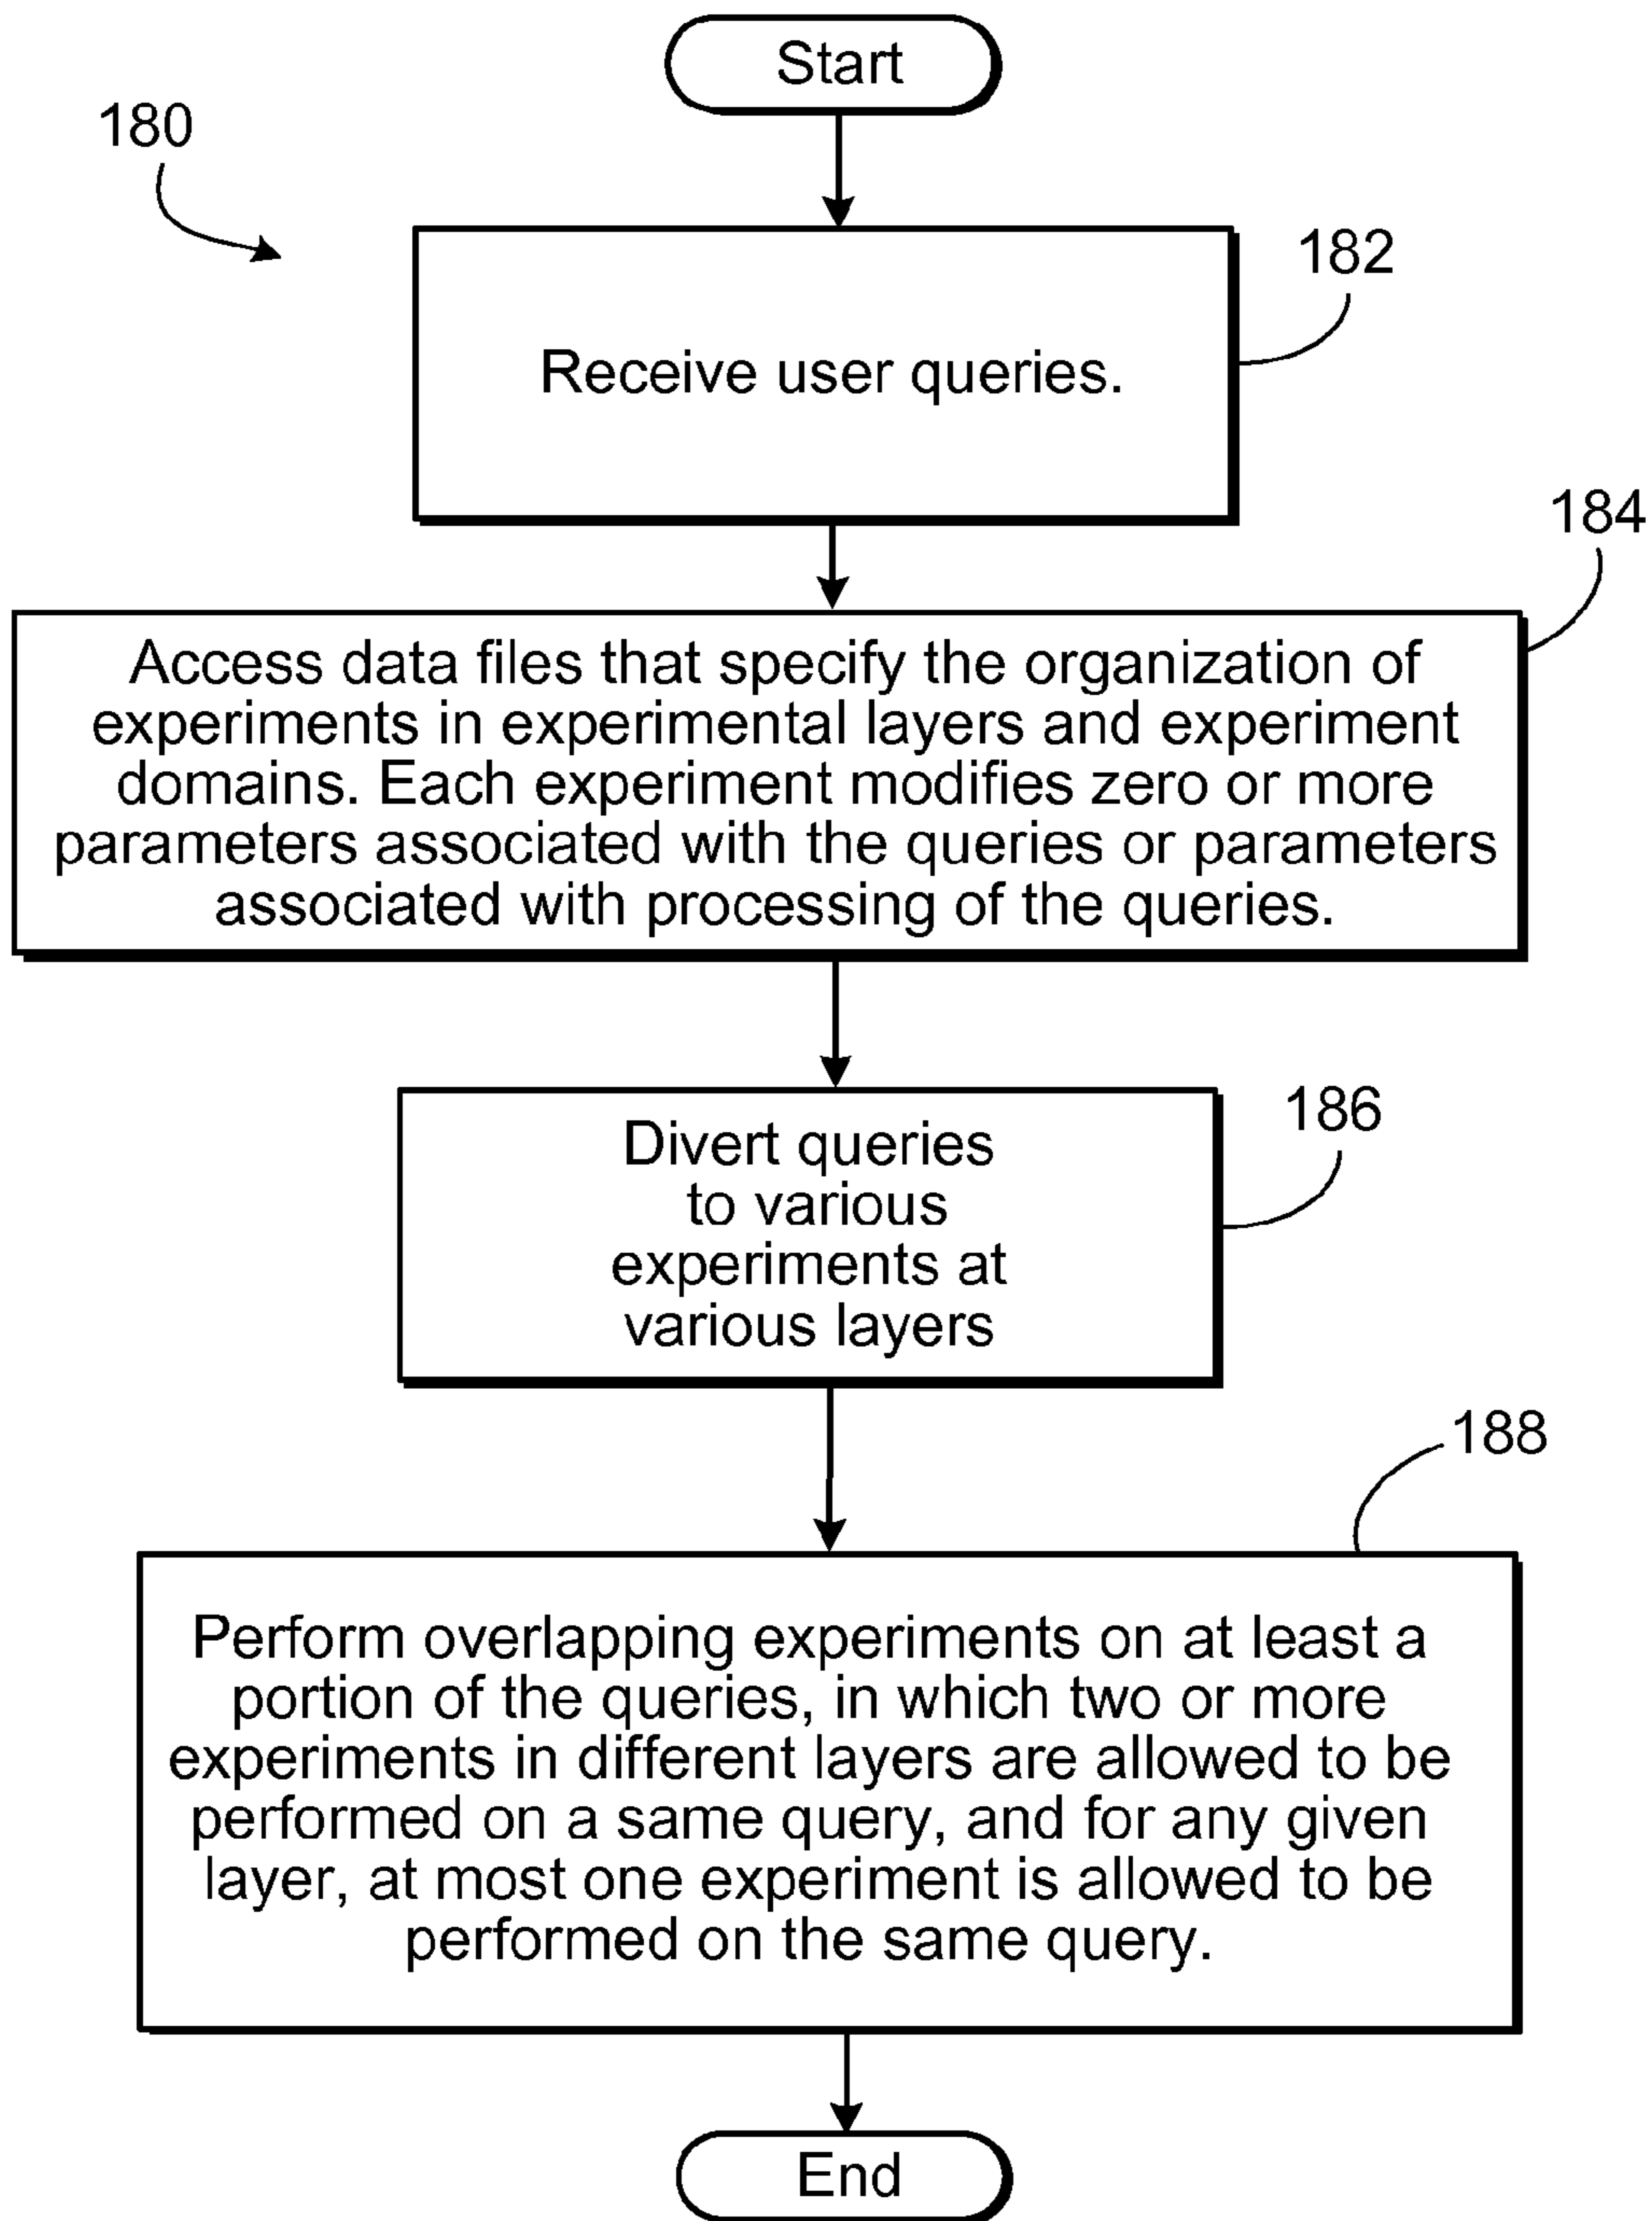 Start
180
182
Receive user queries.
184
Access data files that specify the organization of
experiments in experimental layers and experiment
domains. Each experiment modifies zero or more
parameters associated with the queries or parameters
associated with processing of the queries.
186
Divert queries
to various
experiments at
various layers
188
Perform overlapping experiments on at least a
portion of the queries, in which two or more
experiments in different layers are allowed to be
performed on a same query, and for any given
layer, at most one experiment is allowed to be
performed on the same query.
End